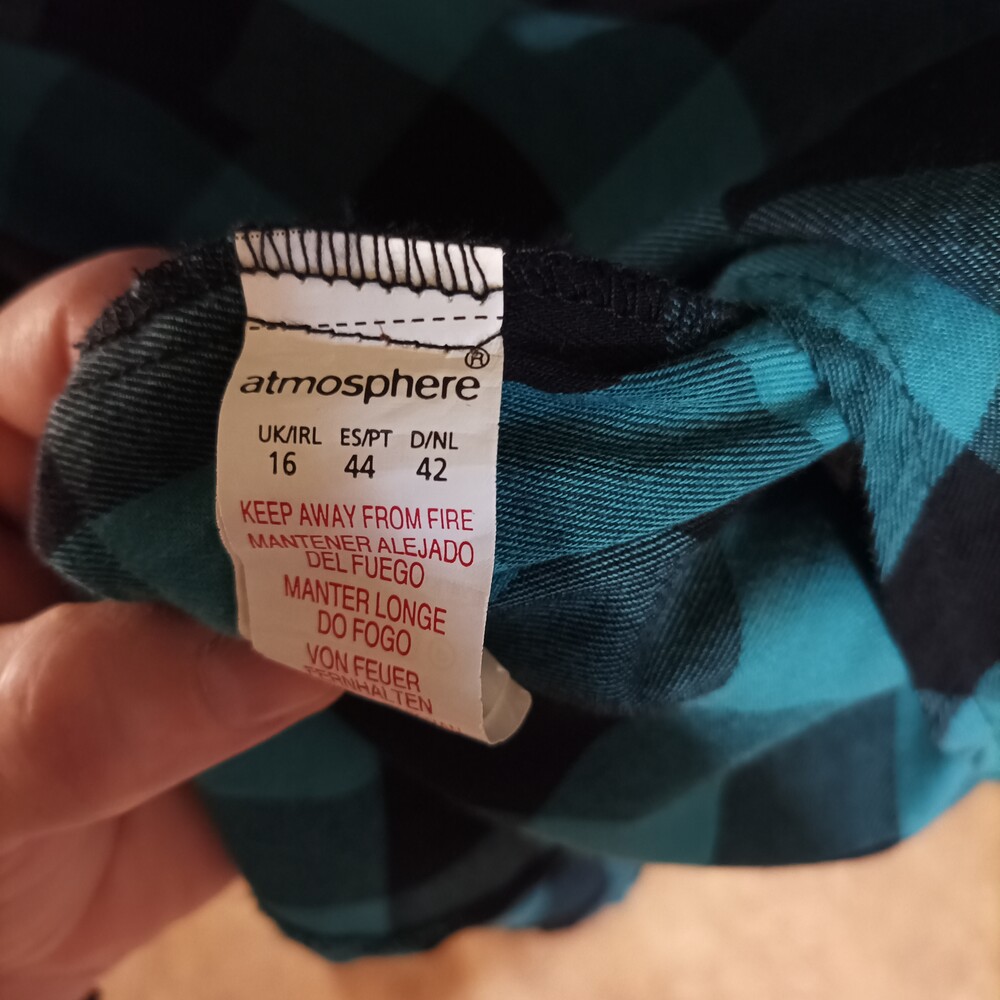 atmosphere®
UK/IRL ES/PT D/NL
16 44 42
KEEP AWAY FROM FIRE
MANTENER ALEJADO
DEL FUEGO
MANTER LONGE
DO FOGO
VON FEUER
FERNHALTEN